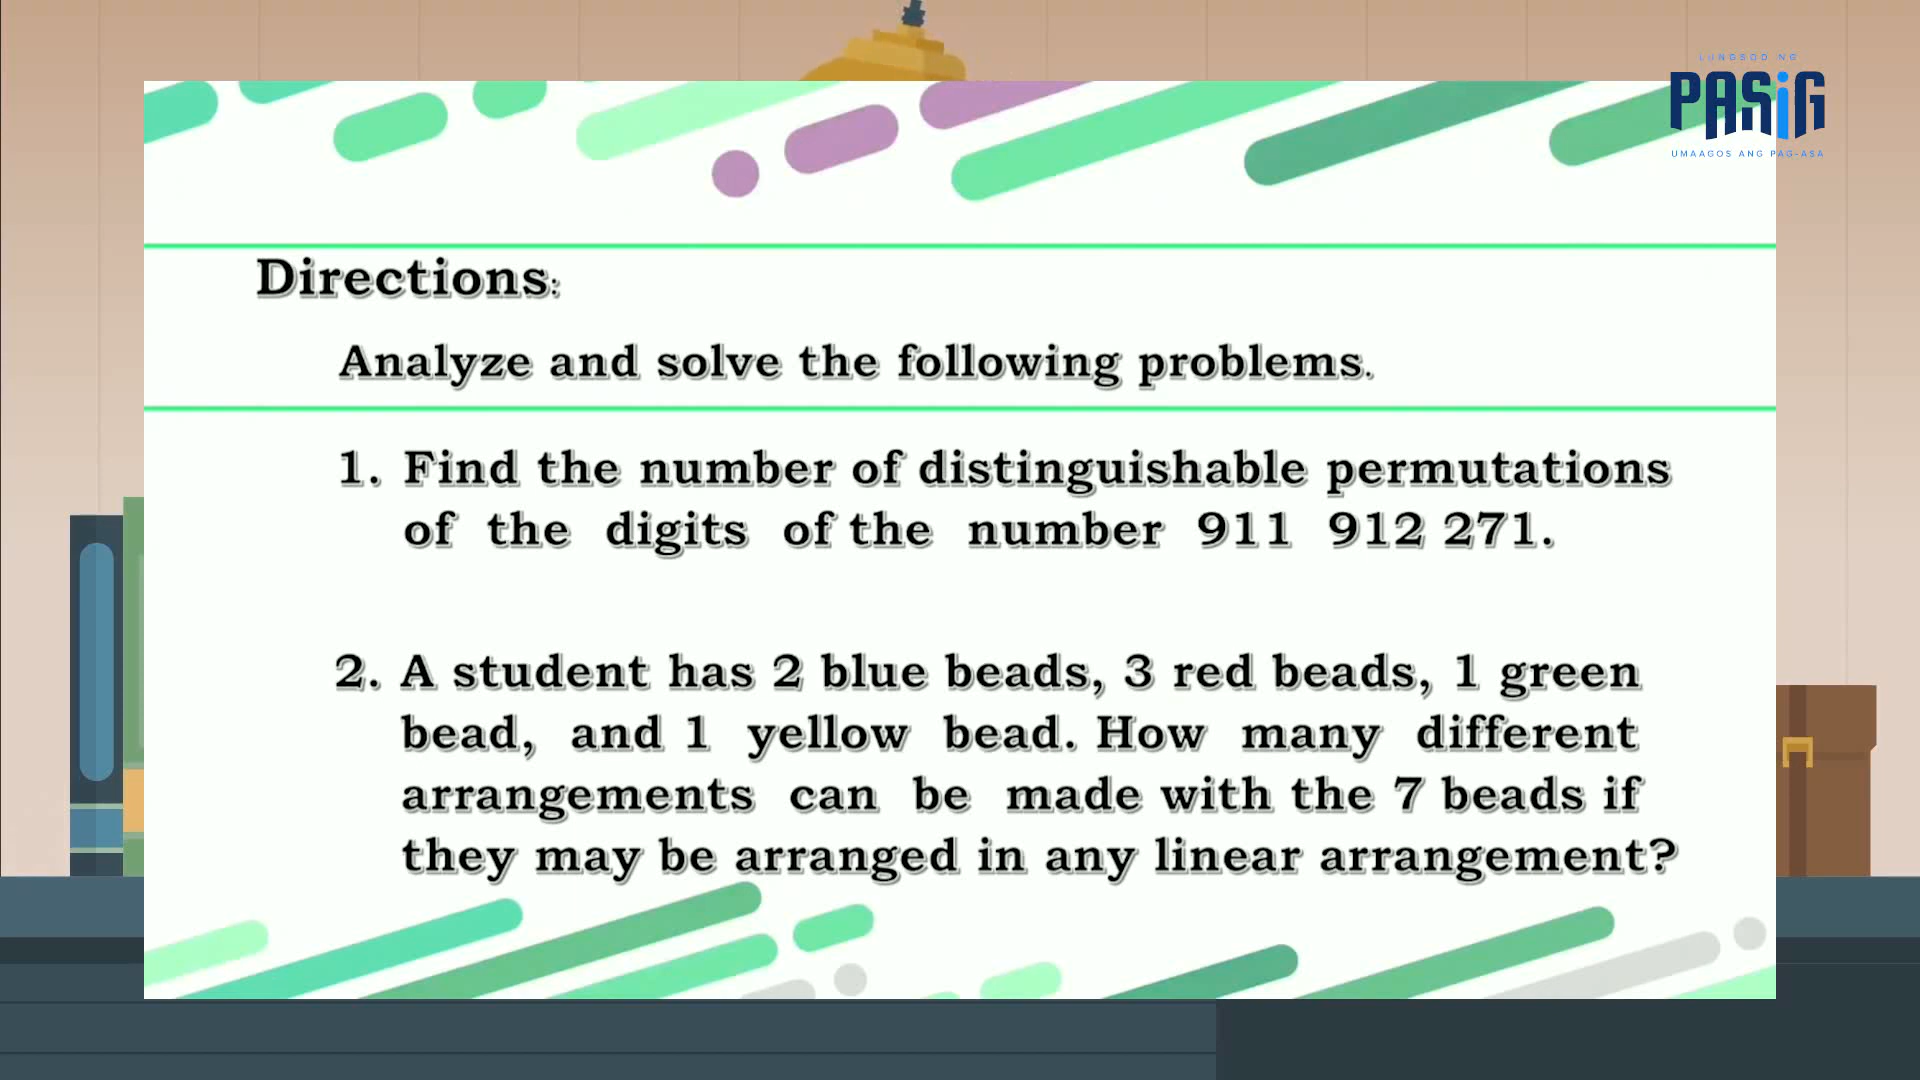 LUNGSOD NG
PASiG
UMAAGOS ANG PAG-ASA
Directions:
Analyze and solve the following problems.
1. Find the number of distinguishable permutations
of the digits of the number 911 912 271.
2. A student has 2 blue beads, 3 red beads, 1 green
bead, and 1 yellow bead. How many different
arrangements can be made with the 7 beads if
they may be arranged in any linear arrangement?